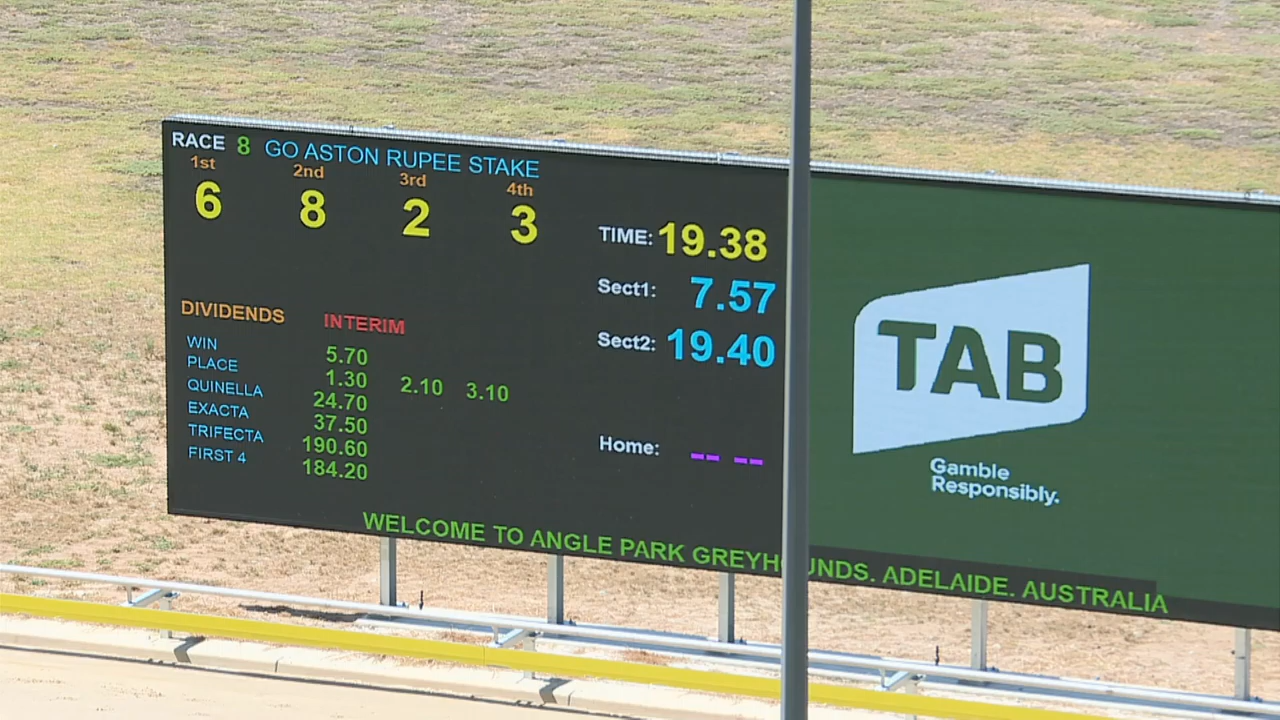 RACE 8 GO ASTON RUPEE STAKE
1st 2nd 3rd 4th
6 8 2 3
TIME: 19.38
Sect1: 7.57
Sect2: 19.40
Home: -- --
DIVIDENDS INTERIM
WIN 5.70
PLACE 1.30 2.10 3.10
QUINELLA 24.70
EXACTA 37.50
TRIFECTA 190.60
FIRST 4 184.20
TAB
Gamble
Responsibly.
WELCOME TO ANGLE PARK GREYHOUNDS. ADELAIDE. AUSTRALIA